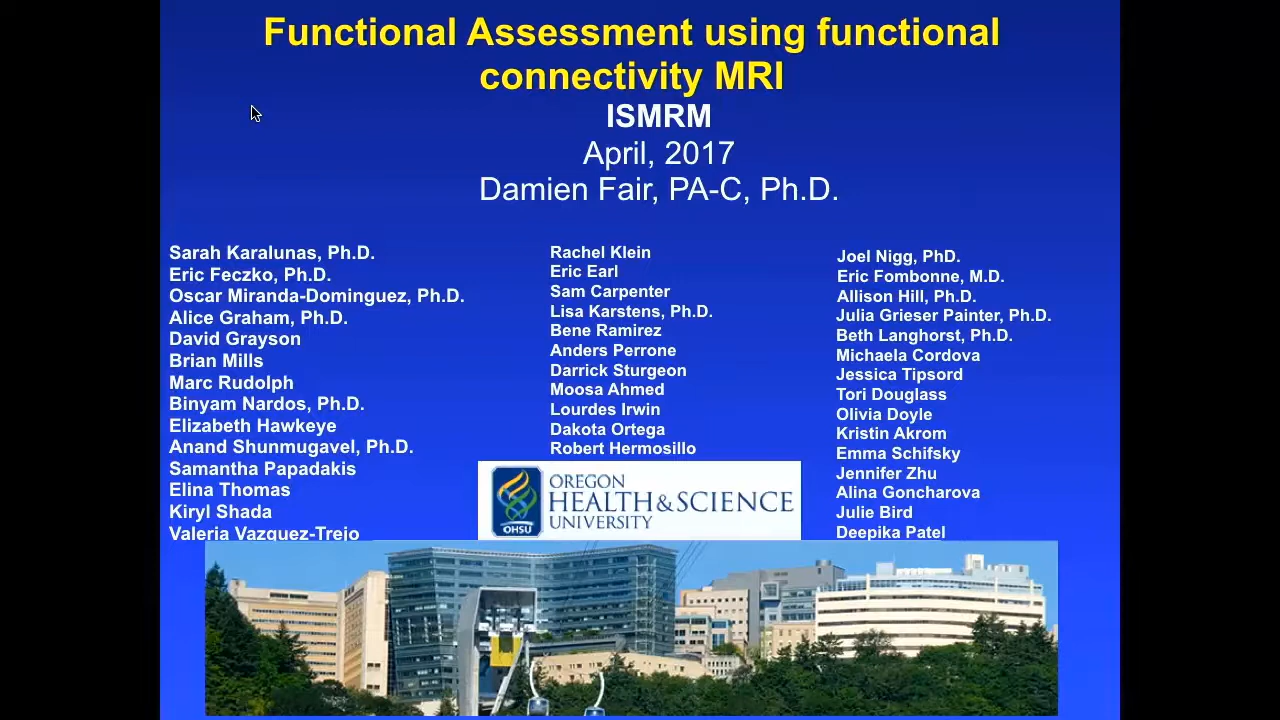 Functional Assessment using functional
connectivity MRI
ISMRM
April, 2017
Damien Fair, PA-C, Ph.D.
Sarah Karalunas, Ph.D.
Eric Feczko, Ph.D.
Oscar Miranda-Dominguez, Ph.D.
Alice Graham, Ph.D.
David Grayson
Brian Mills
Marc Rudolph
Binyam Nardos, Ph.D.
Elizabeth Hawkeye
Anand Shunmugavel, Ph.D.
Samantha Papadakis
Elina Thomas
Kiryl Shada
Valeria Vazquez-Trejo
Rachel Klein
Eric Earl
Sam Carpenter
Lisa Karstens, Ph.D.
Bene Ramirez
Anders Perrone
Darrick Sturgeon
Moosa Ahmed
Lourdes Irwin
Dakota Ortega
Robert Hermosillo
Joel Nigg, PhD.
Eric Fombonne, M.D.
Allison Hill, Ph.D.
Julia Grieser Painter, Ph.D.
Beth Langhorst, Ph.D.
Michaela Cordova
Jessica Tipsord
Tori Douglass
Olivia Doyle
Kristin Akrom
Emma Schifsky
Jennifer Zhu
Alina Goncharova
Julie Bird
Deepika Patel
OREGON
HEALTH&SCIENCE
UNIVERSITY
OHSU